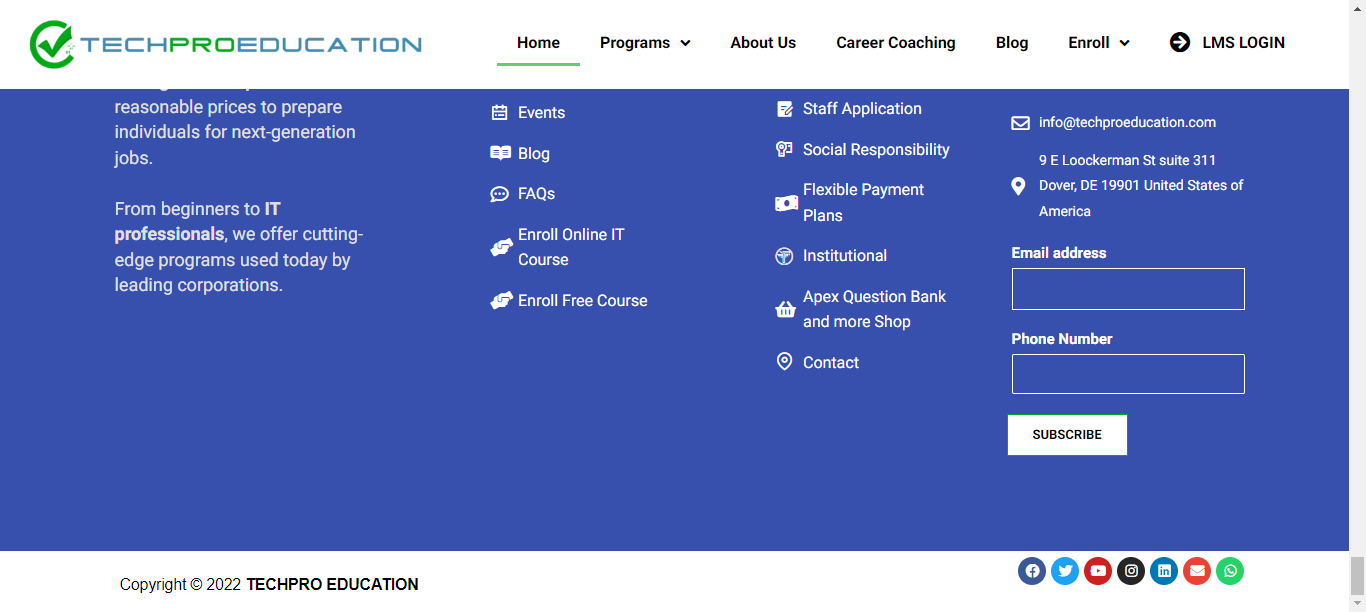 TECHPROEDUCATION
Home
Programs
About Us
Career Coaching
Blog
Enroll
LMS LOGIN
reasonable prices to prepare
individuals for next-generation
jobs.
From beginners to IT
professionals, we offer cutting-
edge programs used today by
leading corporations.
Events
Blog
FAQs
Enroll Online IT
Course
Enroll Free Course
Staff Application
Social Responsibility
Flexible Payment
Plans
Institutional
Apex Question Bank
and more Shop
Contact
info@techproeducation.com
9 E Loockerman St suite 311
Dover, DE 19901 United States of
America
Email address
Phone Number
SUBSCRIBE
Copyright © 2022 TECHPRO EDUCATION